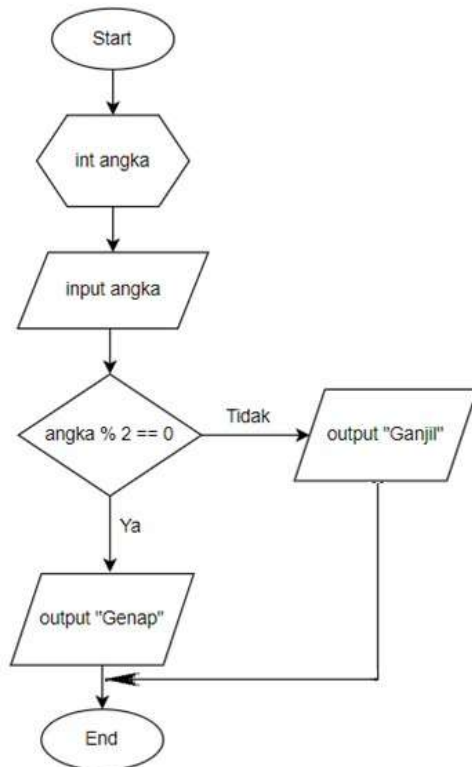 Start
int angka
input angka
angka % 2 == 0
Tidak
output "Ganjil"
Ya
output "Genap"
End